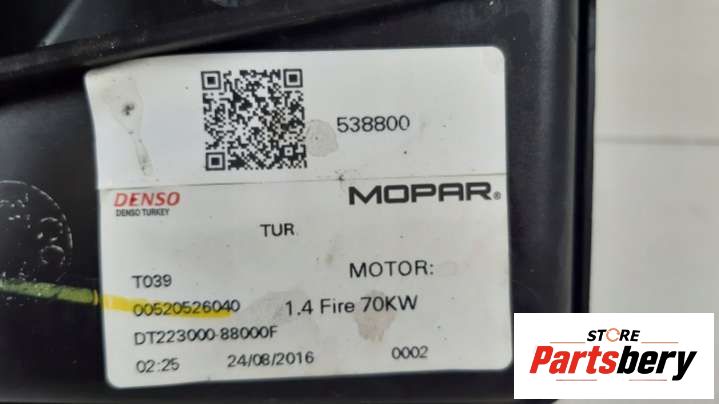 538800
DENSO
DENSO TURKEY
MOPAR®
TUR
T039
MOTOR:
00520526040
1.4 Fire 70KW
DT223000-88000F
02:25
24/08/2016
0002
STORE
Partsbery